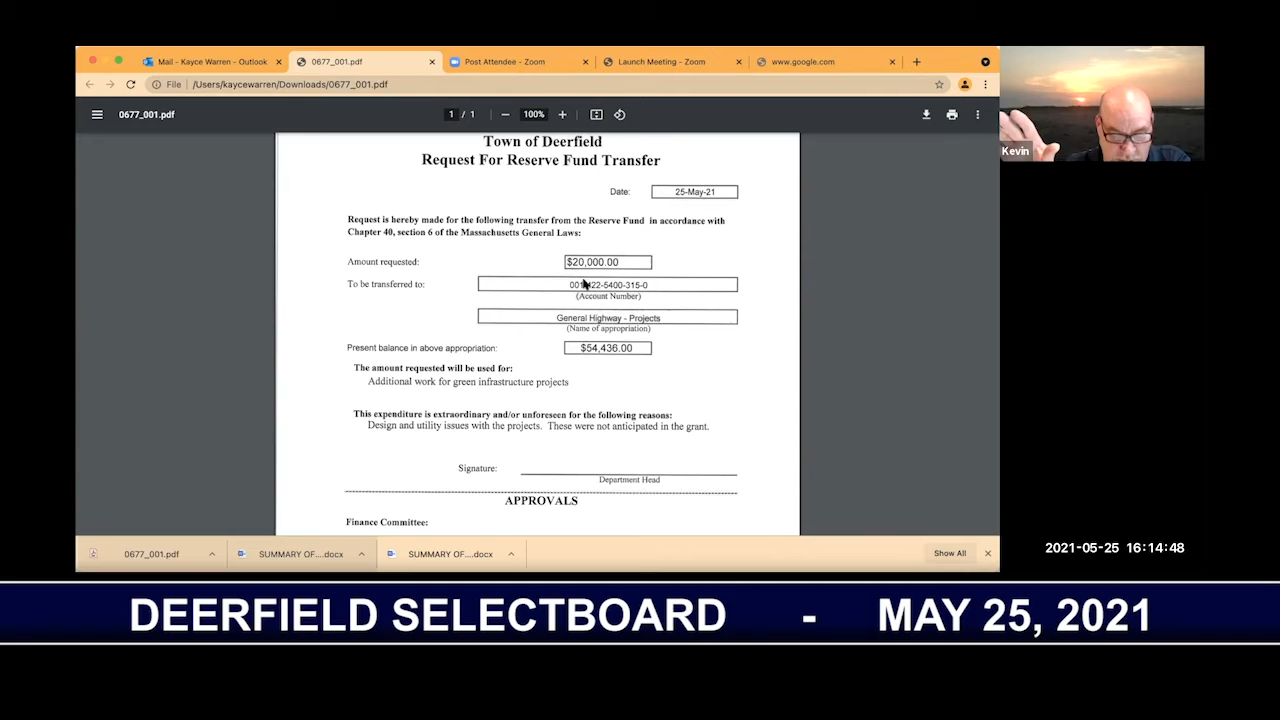 Mail - Kayce Warren - Outlook
0677_001.pdf
Post Attendee - Zoom
Launch Meeting - Zoom
www.google.com
File
/Users/kaycewarren/Downloads/0677_001.pdf
0677_001.pdf
1 / 1
100%
Town of Deerfield
Request For Reserve Fund Transfer
Date: 25-May-21
Request is hereby made for the following transfer from the Reserve Fund in accordance with
Chapter 40, section 6 of the Massachusetts General Laws:
Amount requested: $20,000.00
To be transferred to: 001-422-5400-315-0
(Account Number)
General Highway - Projects
(Name of appropriation)
Present balance in above appropriation: $54,436.00
The amount requested will be used for:
Additional work for green infrastructure projects
This expenditure is extraordinary and/or unforeseen for the following reasons:
Design and utility issues with the projects. These were not anticipated in the grant.
Signature:
Department Head
APPROVALS
Finance Committee:
0677_001.pdf
SUMMARY OF....docx
SUMMARY OF....docx
Show All
Kevin
2021-05-25 16:14:48
DEERFIELD SELECTBOARD - MAY 25, 2021